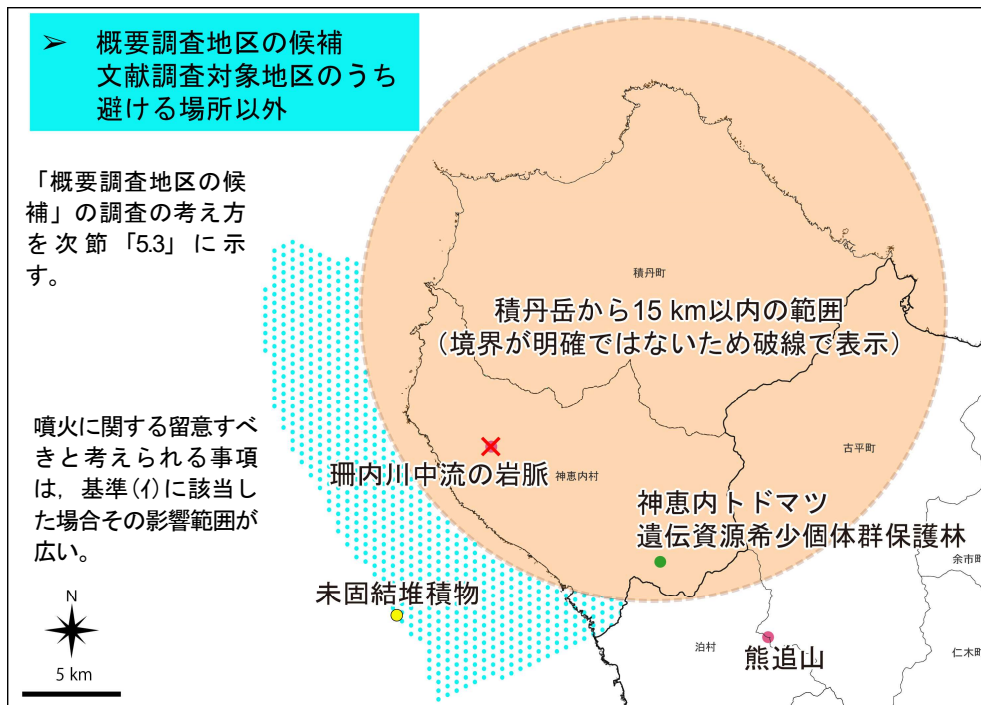 ➢ 概要調査地区の候補
文献調査対象地区のうち
避ける場所以外
「概要調査地区の候
補」の調査の考え方
を次節「5.3」に示
す。
積丹町
積丹岳から15 km以内の範囲
（境界が明確ではないため破線で表示）
噴火に関する留意すべ
きと考えられる事項
は，基準(ｲ)に該当し
た場合その影響範囲が
広い。
珊内川中流の岩脈
神恵内村
古平町
神恵内トドマツ
遺伝資源希少個体群保護林
余市町
未固結堆積物
泊村
熊追山
仁木町
N
5 km